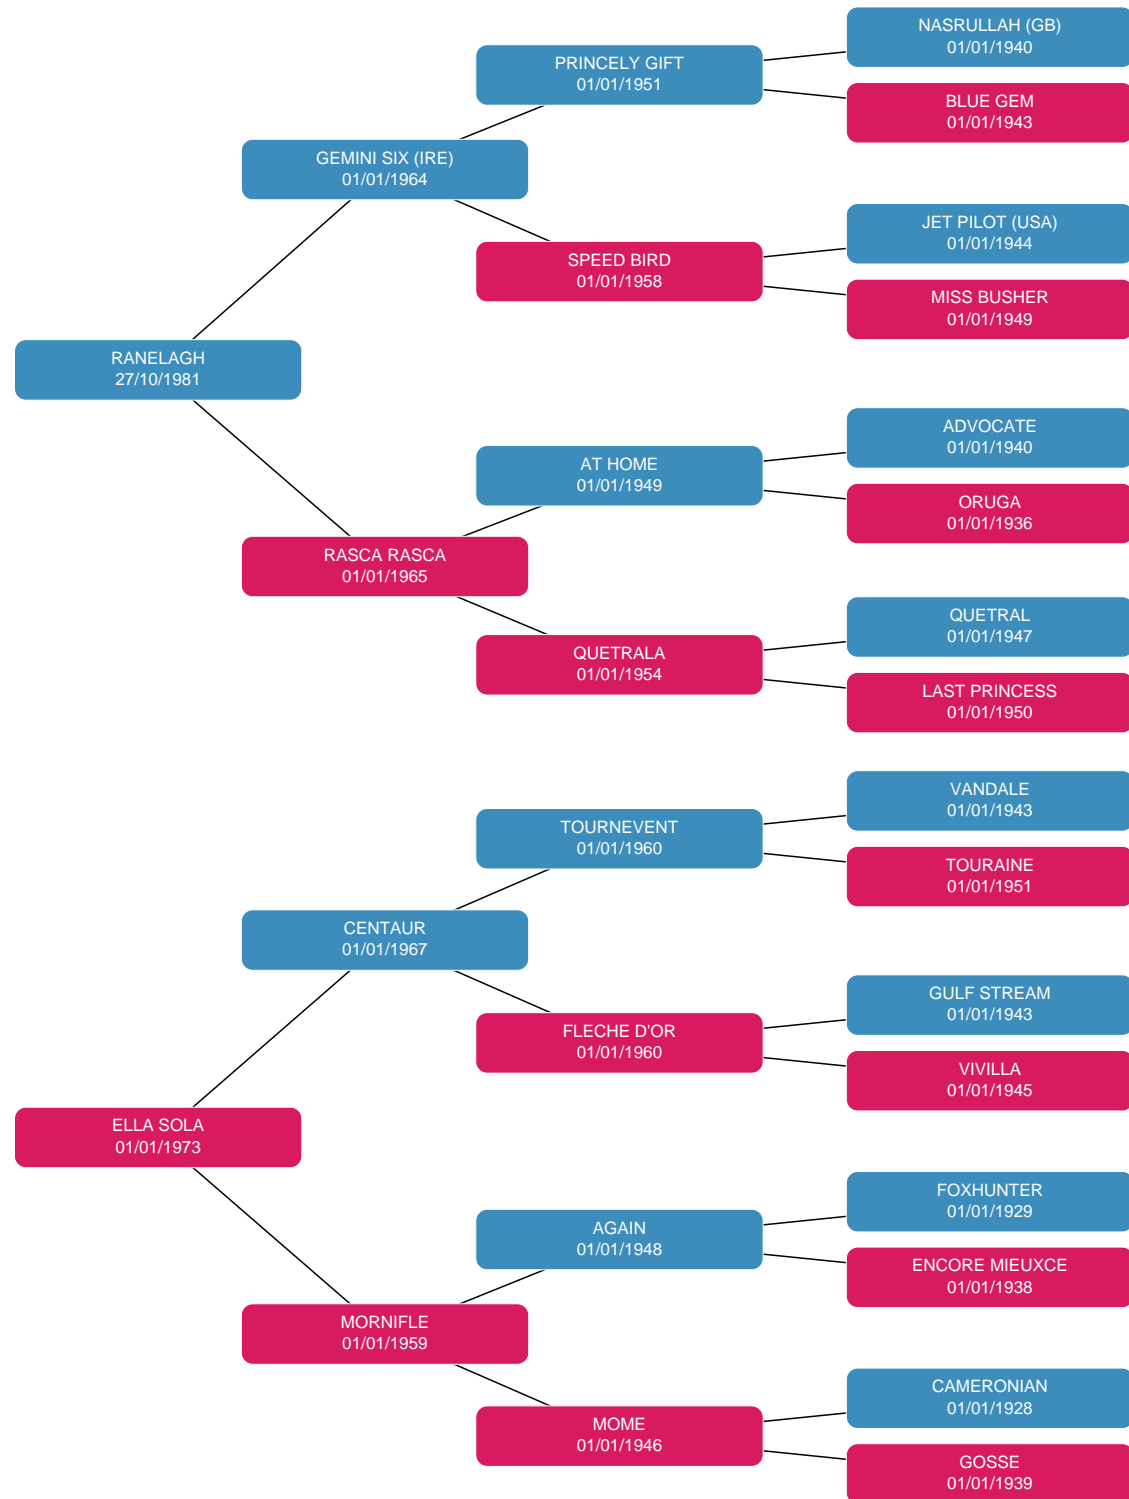 NASRULLAH (GB)
01/01/1940
PRINCELY GIFT
01/01/1951
BLUE GEM
01/01/1943
GEMINI SIX (IRE)
01/01/1964
JET PILOT (USA)
01/01/1944
SPEED BIRD
01/01/1958
MISS BUSHER
01/01/1949
RANELAGH
27/10/1981
ADVOCATE
01/01/1940
AT HOME
01/01/1949
ORUGA
01/01/1936
RASCA RASCA
01/01/1965
QUETRAL
01/01/1947
QUETRALA
01/01/1954
LAST PRINCESS
01/01/1950
VANDALE
01/01/1943
TOURNEVENT
01/01/1960
TOURAINE
01/01/1951
CENTAUR
01/01/1967
GULF STREAM
01/01/1943
FLECHE D'OR
01/01/1960
VIVILLA
01/01/1945
ELLA SOLA
01/01/1973
FOXHUNTER
01/01/1929
AGAIN
01/01/1948
ENCORE MIEUXCE
01/01/1938
MORNIFLE
01/01/1959
CAMERONIAN
01/01/1928
MOME
01/01/1946
GOSSE
01/01/1939